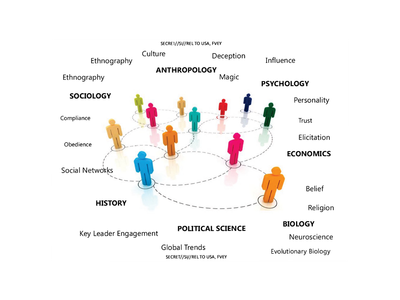 SECRET//SI//REL TO USA, FVEY
Culture
Deception
Ethnography
Influence
ANTHROPOLOGY
Magic
Ethnography
PSYCHOLOGY
SOCIOLOGY
Personality
Compliance
Trust
Elicitation
Obedience
ECONOMICS
Social Networks
Belief
HISTORY
Religion
POLITICAL SCIENCE
BIOLOGY
Key Leader Engagement
Neuroscience
Global Trends
Evolutionary Biology
SECRET//SI//REL TO USA, FVEY